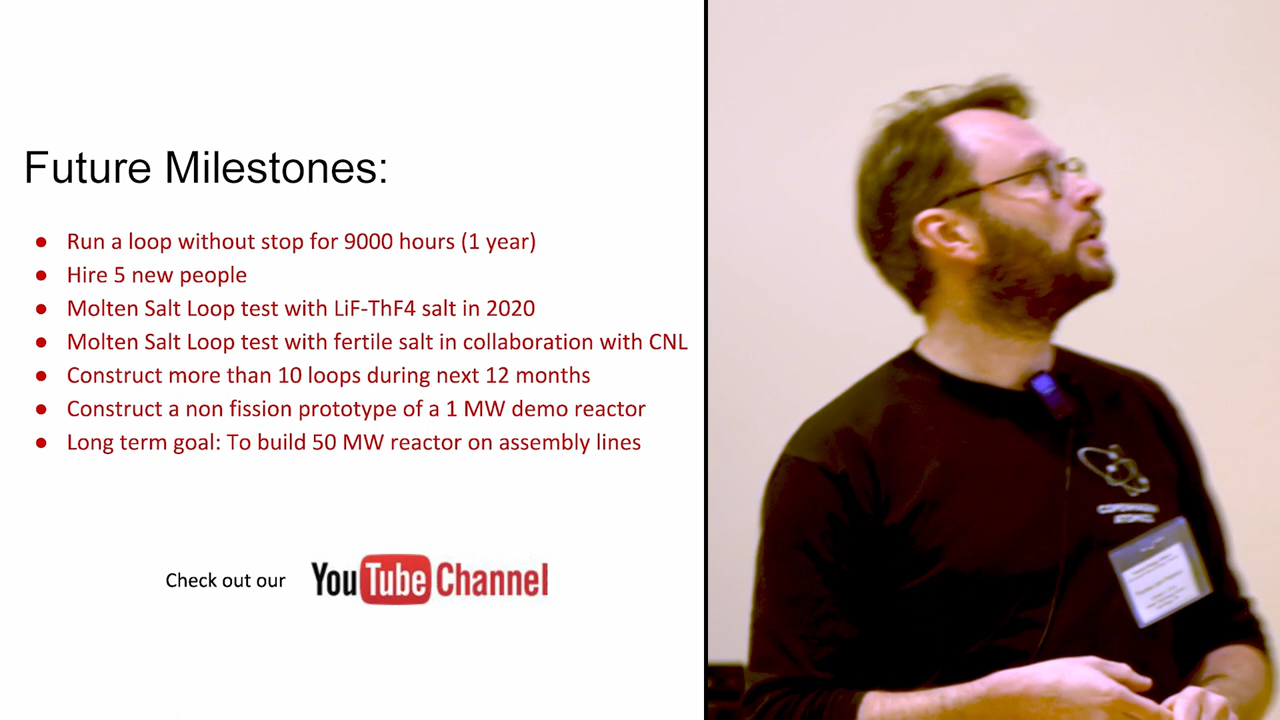 Future Milestones:
● Run a loop without stop for 9000 hours (1 year)
● Hire 5 new people
● Molten Salt Loop test with LiF-ThF4 salt in 2020
● Molten Salt Loop test with fertile salt in collaboration with CNL
● Construct more than 10 loops during next 12 months
● Construct a non fission prototype of a 1 MW demo reactor
● Long term goal: To build 50 MW reactor on assembly lines
Check out our YouTube Channel
COPENHAGEN
ATOMICS